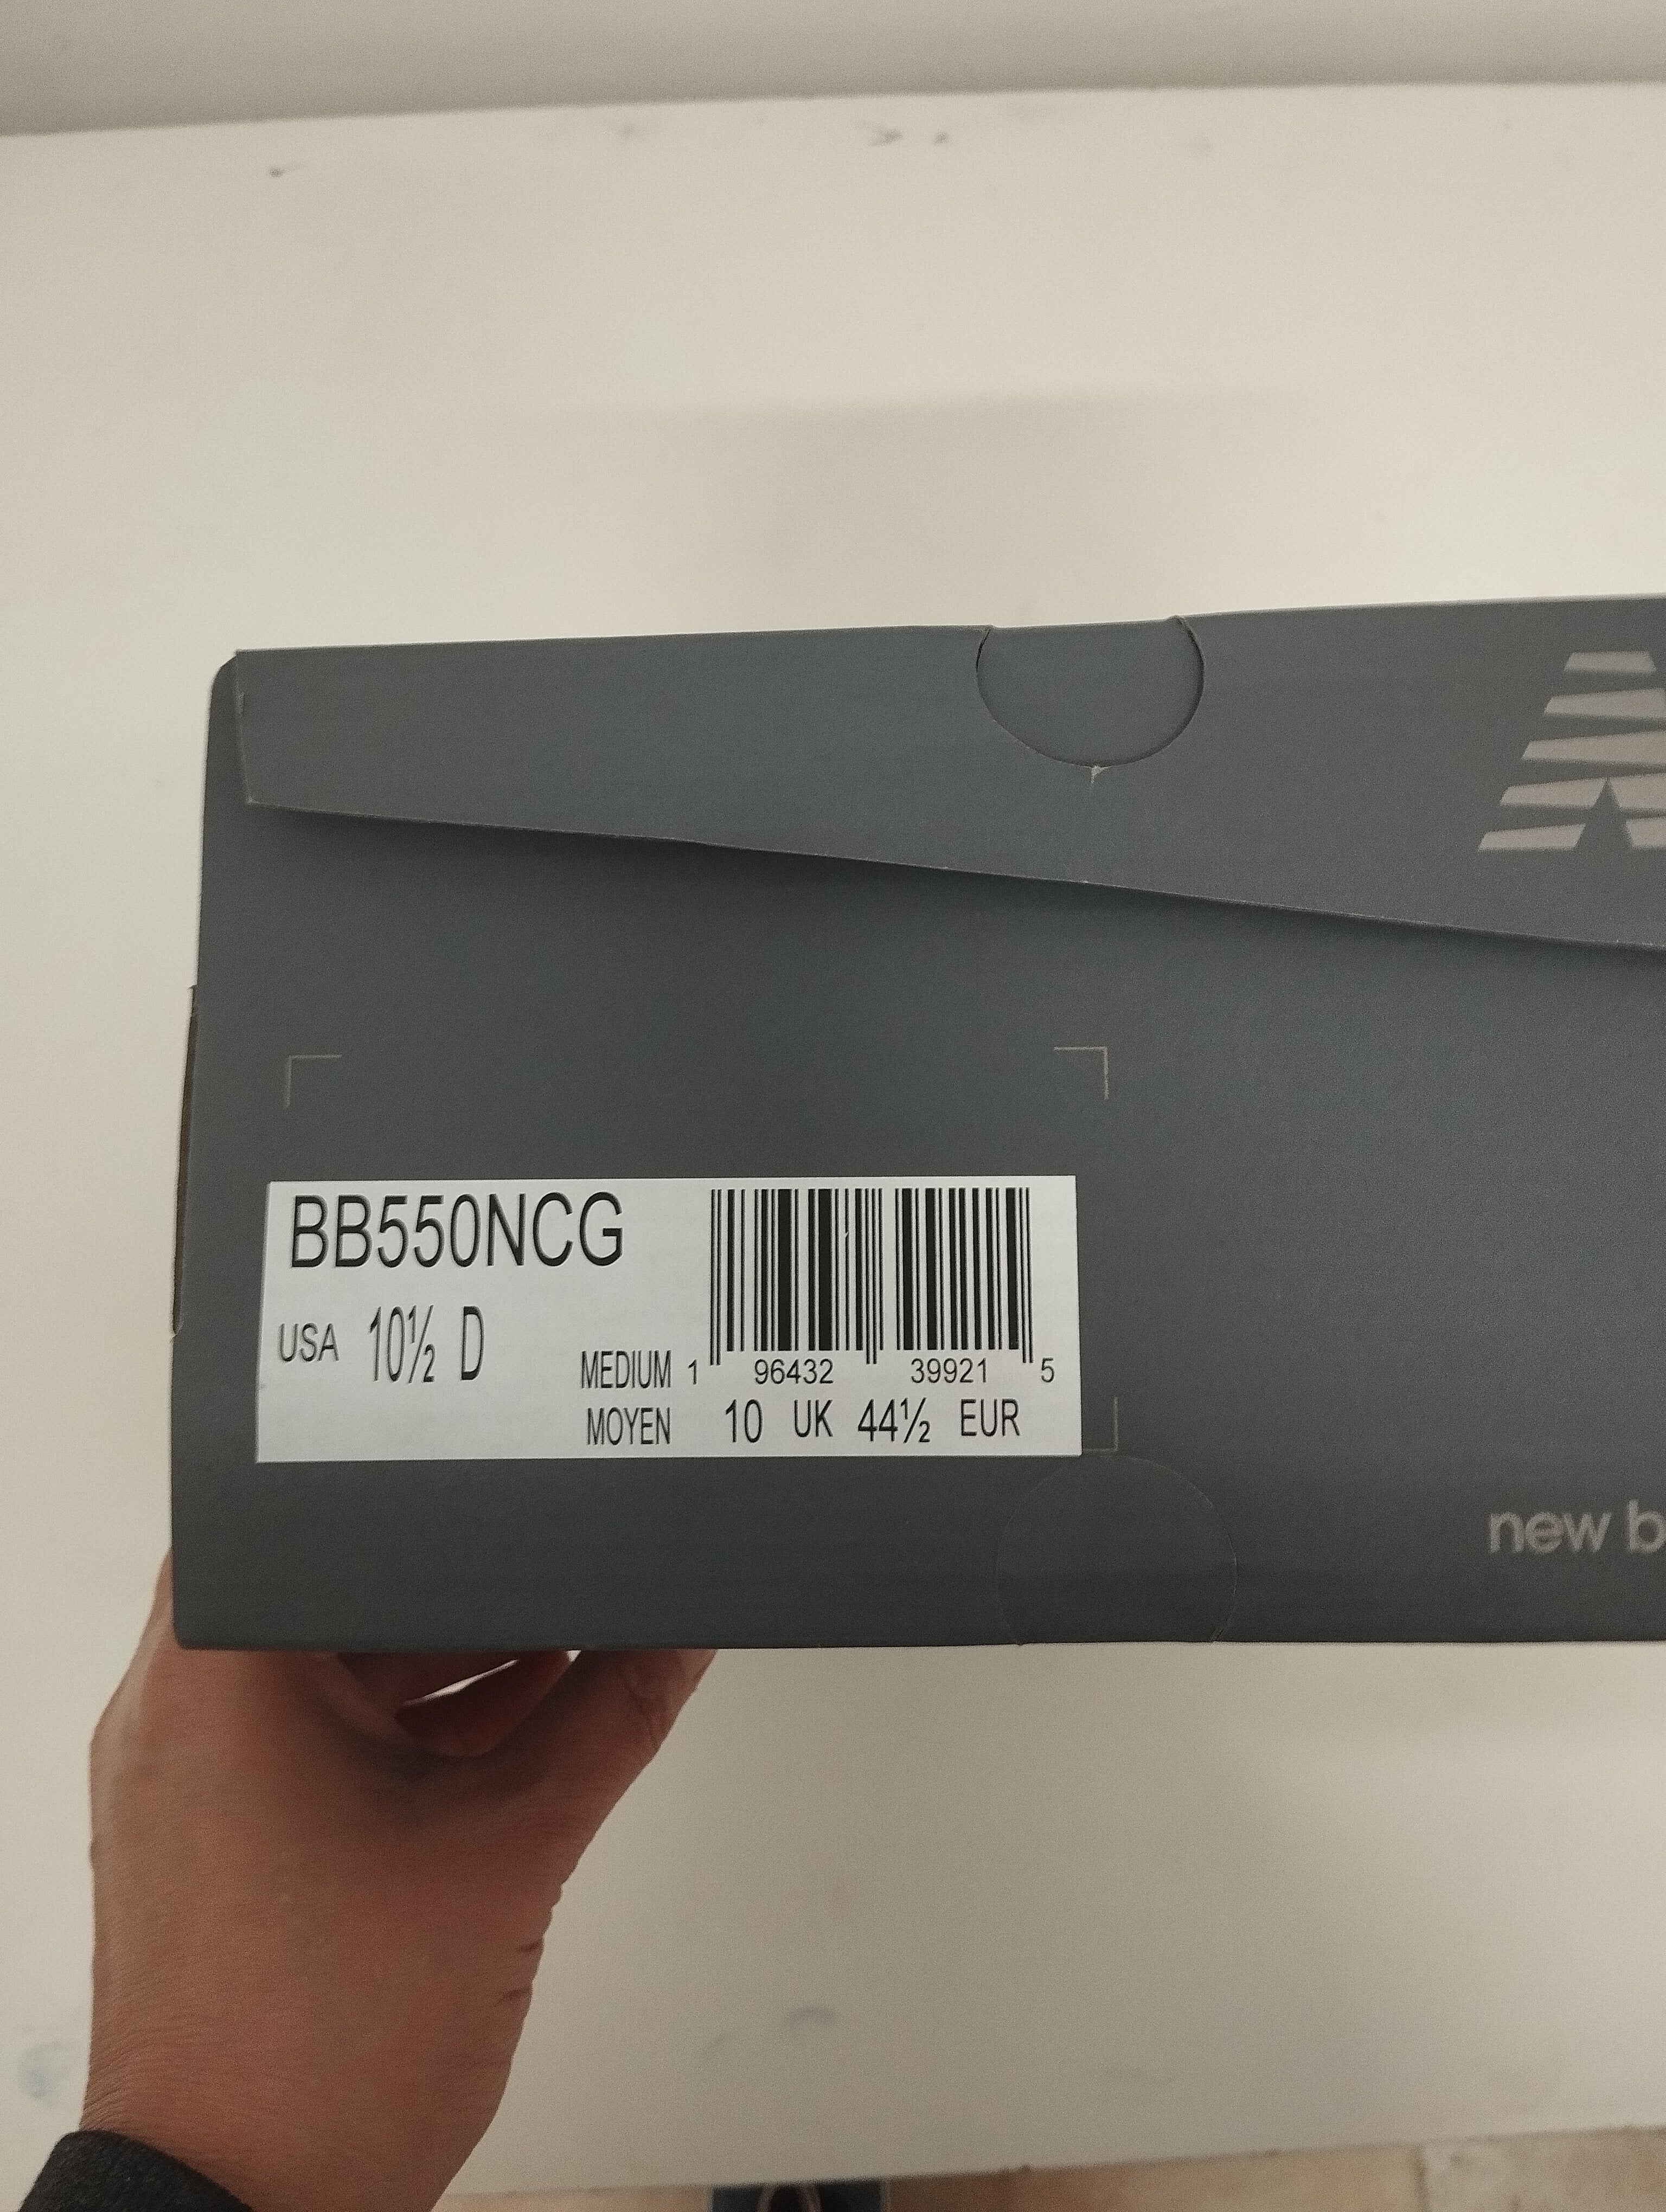 BB550NCG
USA 10½ D
MEDIUM 1 96432 39921 5
MOYEN 10 UK 44½ EUR
new b